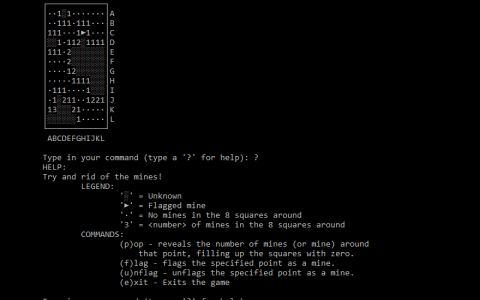 ··1░1······· A
··111·111··· B
111···1►1··· C
░░1·112░1111 D
111·2░░░░░░░ E
····2░░░░░░░ F
····12░░░░░░ G
·····1111░░░ H
·111····1░░░ I
·1░211··1221 J
13░░░21····· K
░░░░░░1····· L
ABCDEFGHIJKL
Type in your command (type a '?' for help): ?
HELP:
Try and rid of the mines!
LEGEND:
'░' = Unknown
'►' = Flagged mine
'·' = No mines in the 8 squares around
'3' = <number> of mines in the 8 squares around
COMMANDS:
(p)op - reveals the number of mines (or mine) around
that point, filling up the squares with zero.
(f)lag - flags the specified point as a mine.
(u)nflag - unflags the specified point as a mine.
(e)xit - Exits the game